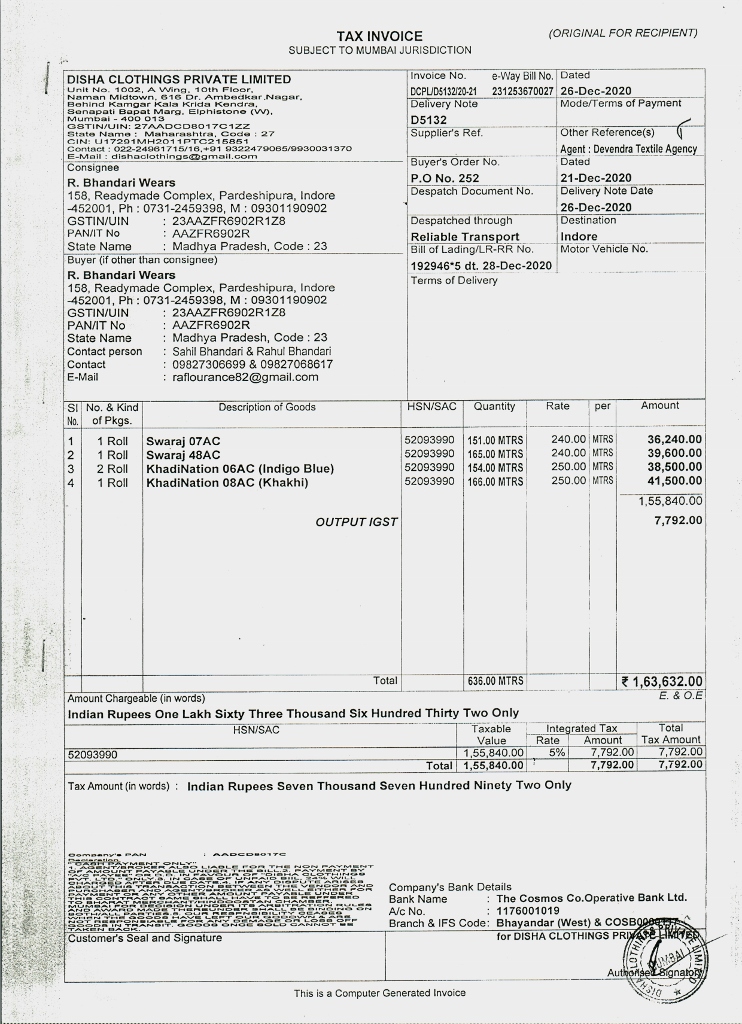 TAX INVOICE
(ORIGINAL FOR RECIPIENT)
SUBJECT TO MUMBAI JURISDICTION
DISHA CLOTHINGS PRIVATE LIMITED
Unit No. 1002, A Wing, 10th Floor,
Naman Midtown, 616 Dr. Ambedkar Nagar,
Behind Kamgar Kala Krida Kendra,
Senapati Bapat Marg, Elphistone (W),
Mumbai - 400 013
GSTIN/UIN: 27AADCD8017C1ZZ
State Name : Maharashtra, Code : 27
CIN: U17291MH2011PTC215851
Contact : 022-24961715/16,+91 9322479065/9930031370
E-Mail : dishaclothings@gmail.com
Invoice No. e-Way Bill No. Dated
DCPL/D5132/20-21 231253670027 26-Dec-2020
Delivery Note Mode/Terms of Payment
D5132
Supplier's Ref. Other Reference(s)
Agent : Devendra Textile Agency
Buyer's Order No. Dated
P.O No. 252 21-Dec-2020
Despatch Document No. Delivery Note Date
26-Dec-2020
Despatched through Destination
Reliable Transport Indore
Bill of Lading/LR-RR No. Motor Vehicle No.
192946*5 dt. 28-Dec-2020
Terms of Delivery
Consignee
R. Bhandari Wears
158, Readymade Complex, Pardeshipura, Indore
-452001, Ph : 0731-2459398, M : 09301190902
GSTIN/UIN : 23AAZFR6902R1Z8
PAN/IT No : AAZFR6902R
State Name : Madhya Pradesh, Code : 23
Buyer (if other than consignee)
R. Bhandari Wears
158, Readymade Complex, Pardeshipura, Indore
-452001, Ph : 0731-2459398, M : 09301190902
GSTIN/UIN : 23AAZFR6902R1Z8
PAN/IT No : AAZFR6902R
State Name : Madhya Pradesh, Code : 23
Contact person : Sahil Bhandari & Rahul Bhandari
Contact : 09827306699 & 09827068617
E-Mail : raflourance82@gmail.com
Sl No. No. & Kind of Pkgs. Description of Goods HSN/SAC Quantity Rate per Amount
1 1 Roll Swaraj 07AC 52093990 151.00 MTRS 240.00 MTRS 36,240.00
2 1 Roll Swaraj 48AC 52093990 165.00 MTRS 240.00 MTRS 39,600.00
3 2 Roll KhadiNation 06AC (Indigo Blue) 52093990 154.00 MTRS 250.00 MTRS 38,500.00
4 1 Roll KhadiNation 08AC (Khakhi) 52093990 166.00 MTRS 250.00 MTRS 41,500.00
1,55,840.00
OUTPUT IGST 7,792.00
Total 636.00 MTRS ₹ 1,63,632.00
Amount Chargeable (in words) E. & O.E
Indian Rupees One Lakh Sixty Three Thousand Six Hundred Thirty Two Only
HSN/SAC Taxable Value Integrated Tax Rate Amount Total Tax Amount
52093990 1,55,840.00 5% 7,792.00 7,792.00
Total 1,55,840.00 7,792.00 7,792.00
Tax Amount (in words) : Indian Rupees Seven Thousand Seven Hundred Ninety Two Only
Company's PAN : AADCD8017C
Declaration
"CASH PAYMENT ONLY"
Company's Bank Details
Bank Name : The Cosmos Co.Operative Bank Ltd.
A/c No. : 1176001019
Branch & IFS Code: Bhayandar (West) &
Customer's Seal and Signature
for DISHA CLOTHINGS PRIVATE LIMITED
Authorised Signatory
MUMBAI
This is a Computer Generated Invoice